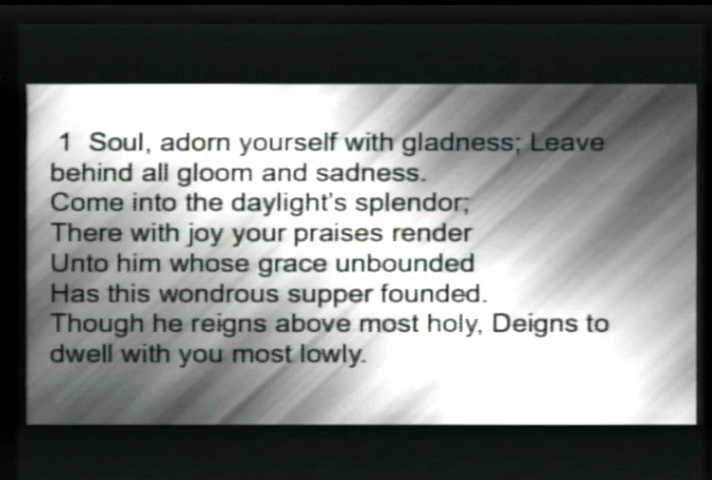 1 Soul, adorn yourself with gladness; Leave
behind all gloom and sadness.
Come into the daylight's splendor;
There with joy your praises render
Unto him whose grace unbounded
Has this wondrous supper founded.
Though he reigns above most holy, Deigns to
dwell with you most lowly.